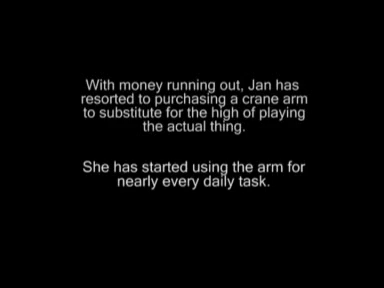 With money running out, Jan has
resorted to purchasing a crane arm
to substitute for the high of playing
the actual thing.
She has started using the arm for
nearly every daily task.